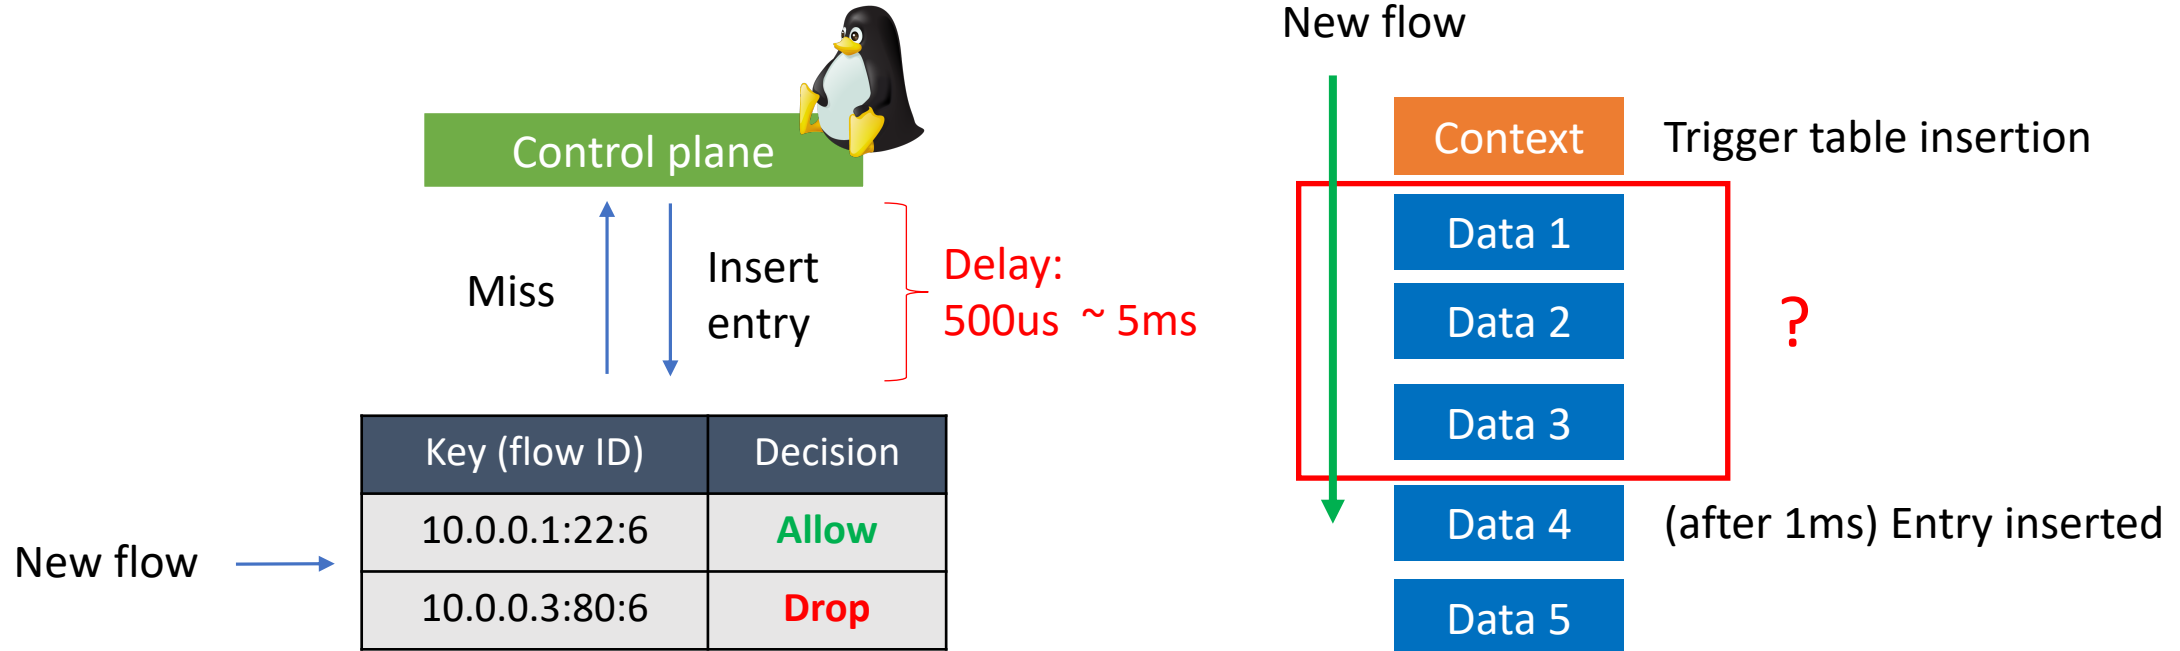 Control plane
Miss
Insert
entry
Delay:
500us ~ 5ms
New flow
Key (flow ID) Decision
10.0.0.1:22:6 Allow
10.0.0.3:80:6 Drop
New flow
Context Trigger table insertion
Data 1
Data 2
?
Data 3
Data 4 (after 1ms) Entry inserted
Data 5